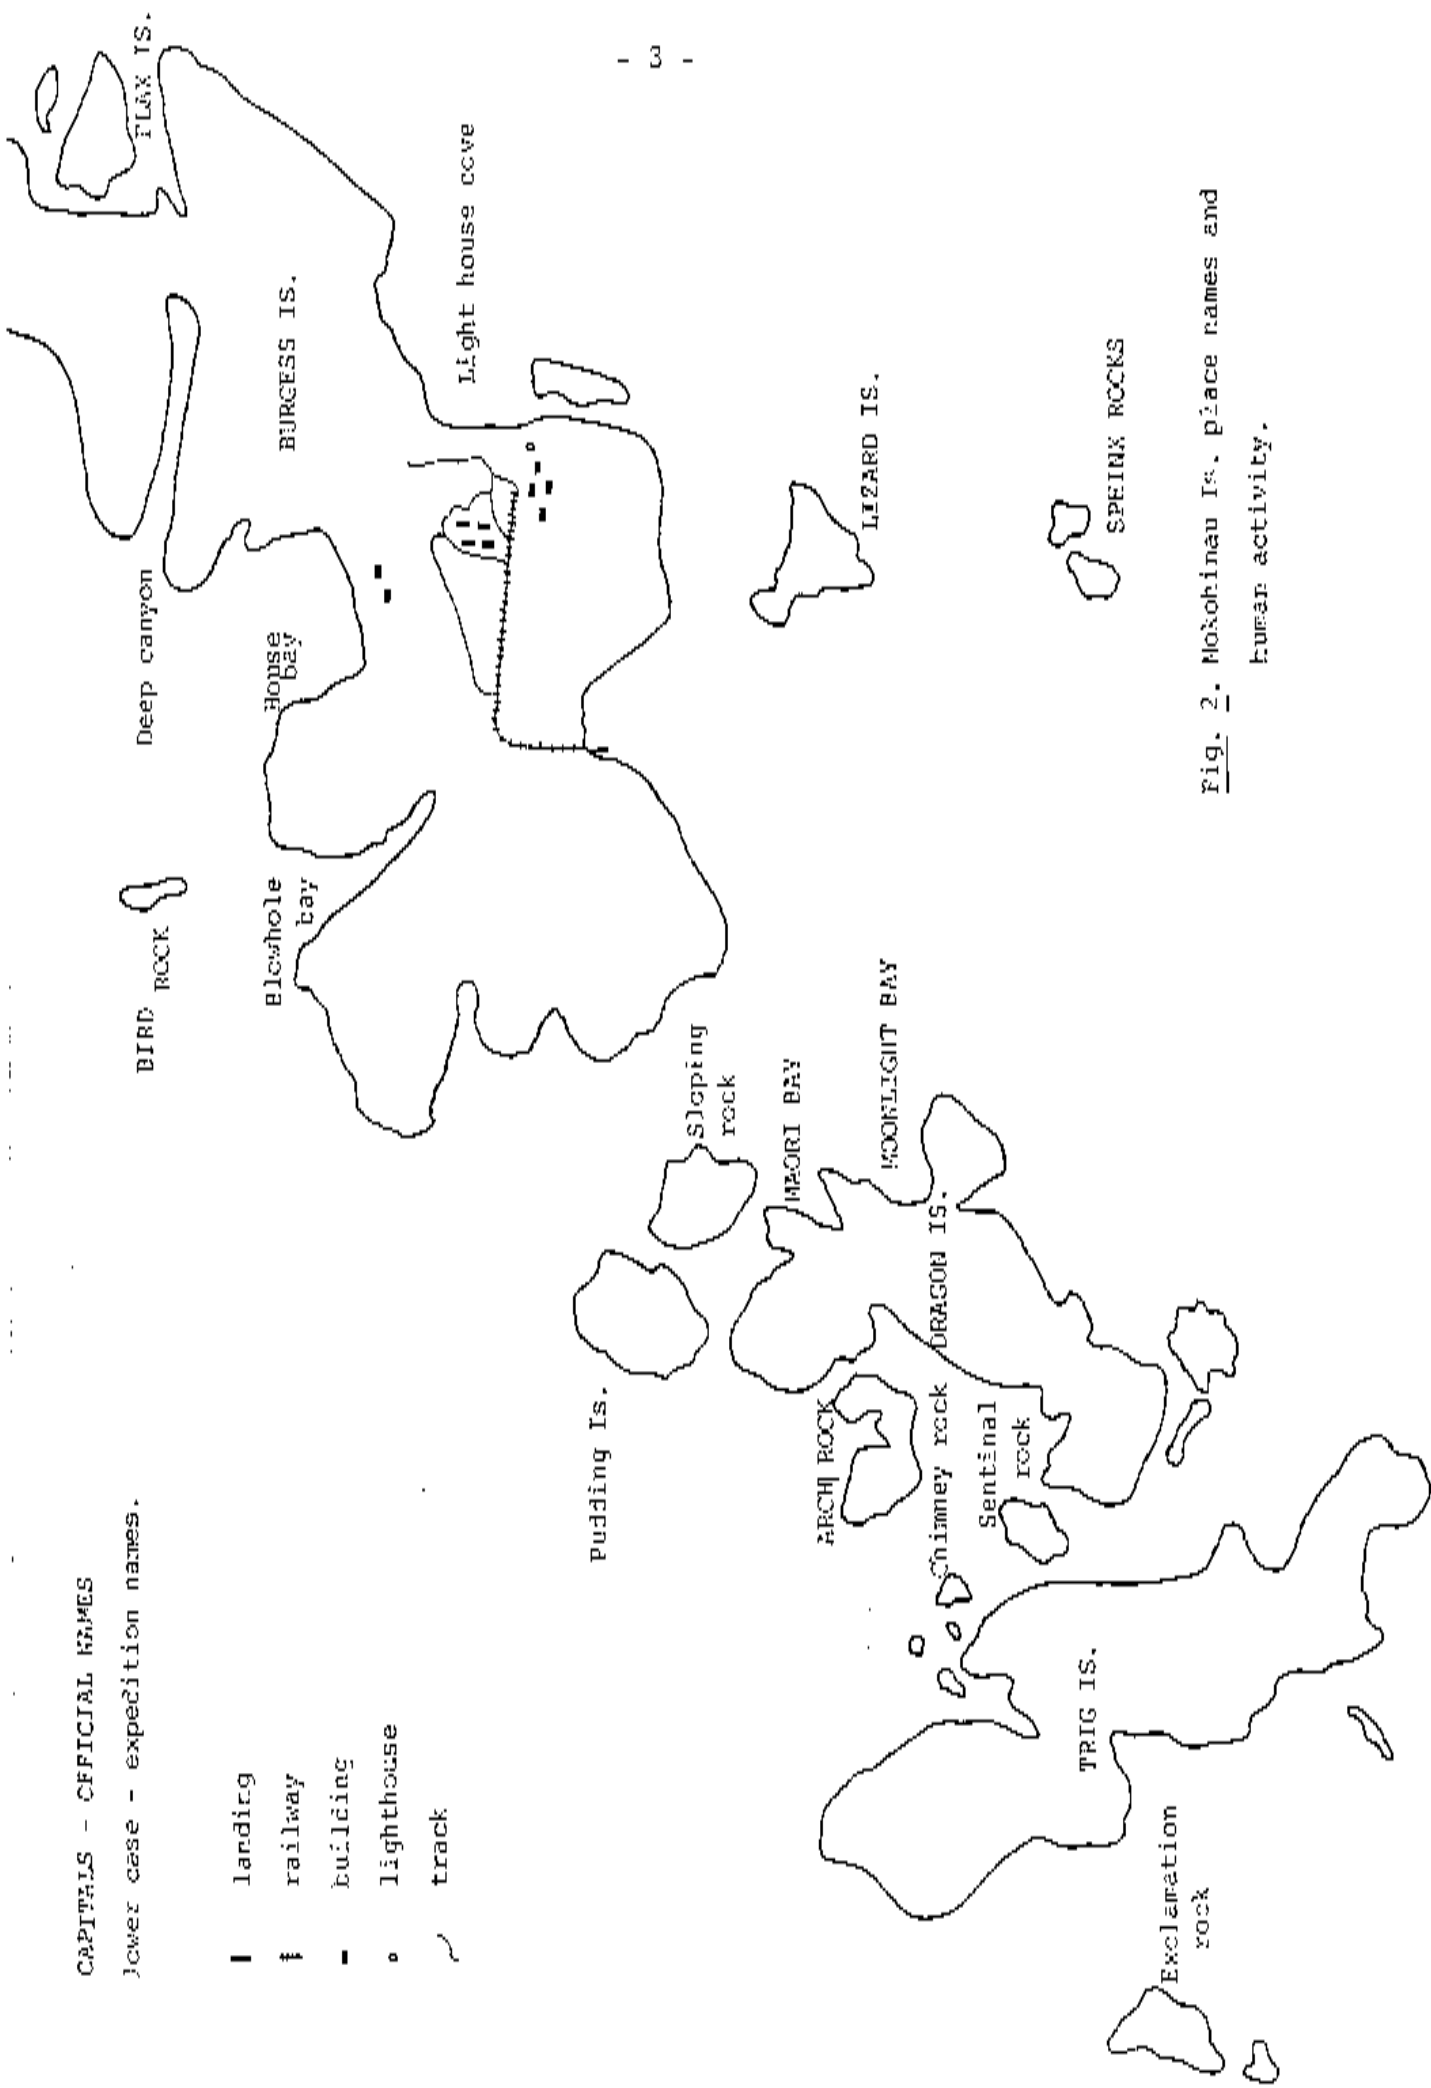 - 3 -
CAPITALS - OFFICIAL NAMES
lower case - expedition names.
landing
railway
building
lighthouse
track
FLAX IS.
Deep canyon
BURGESS IS.
House
bay
Light house cove
BIRD ROCK
Blowhole
bay
LIZARD IS.
SPEINK ROCKS
Sloping
rock
MAORI BAY
MOONLIGHT BAY
Pudding Is.
ARCH ROCK
DRAGON IS.
Chimney rock
Sentinal
rock
TRIG IS.
Exclamation
rock
Fig. 2. Mokohinau Is. place names and
human activity.